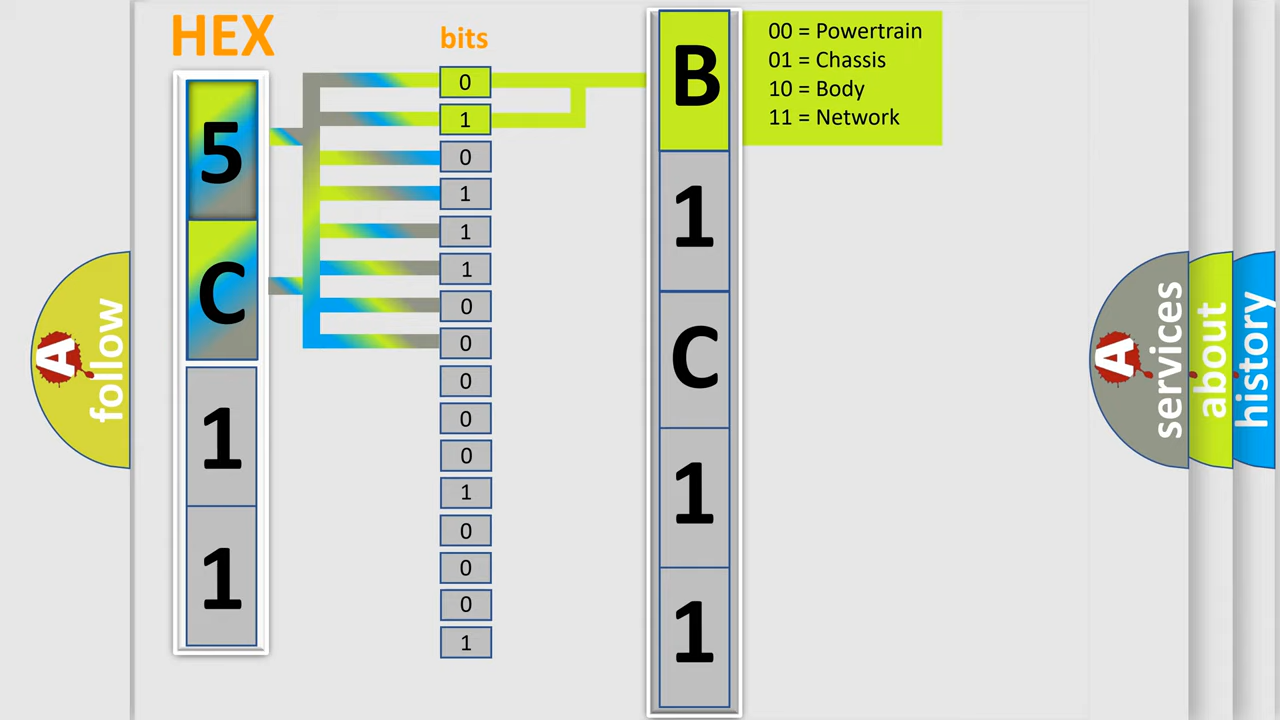 HEX
bits
5
C
1
1
0
1
0
1
1
1
0
0
0
0
0
1
0
0
0
1
B
1
C
1
1
00 = Powertrain
01 = Chassis
10 = Body
11 = Network
A
follow
A
services
about
history